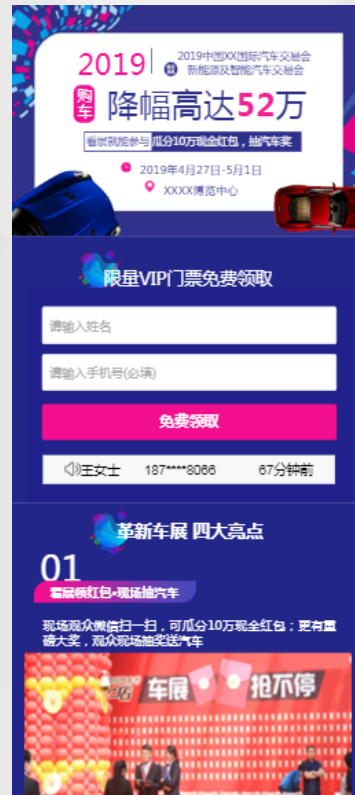 2019
2019中国XX国际汽车交易会
暨
新能源及智能汽车交易会
购车
降幅高达52万
看展就能参与
瓜分10万现金红包，抽汽车奖
2019年4月27日-5月1日
XXXX博览中心
限量VIP门票免费领取
请输入姓名
请输入手机号(必填)
免费领取
王女士 187****8066 67分钟前
革新车展 四大亮点
01
看展领红包•现场抽汽车
现场观众微信扫一扫，可瓜分10万现金红包；更有重
磅大奖，观众现场抽奖送汽车
车展 抢不停